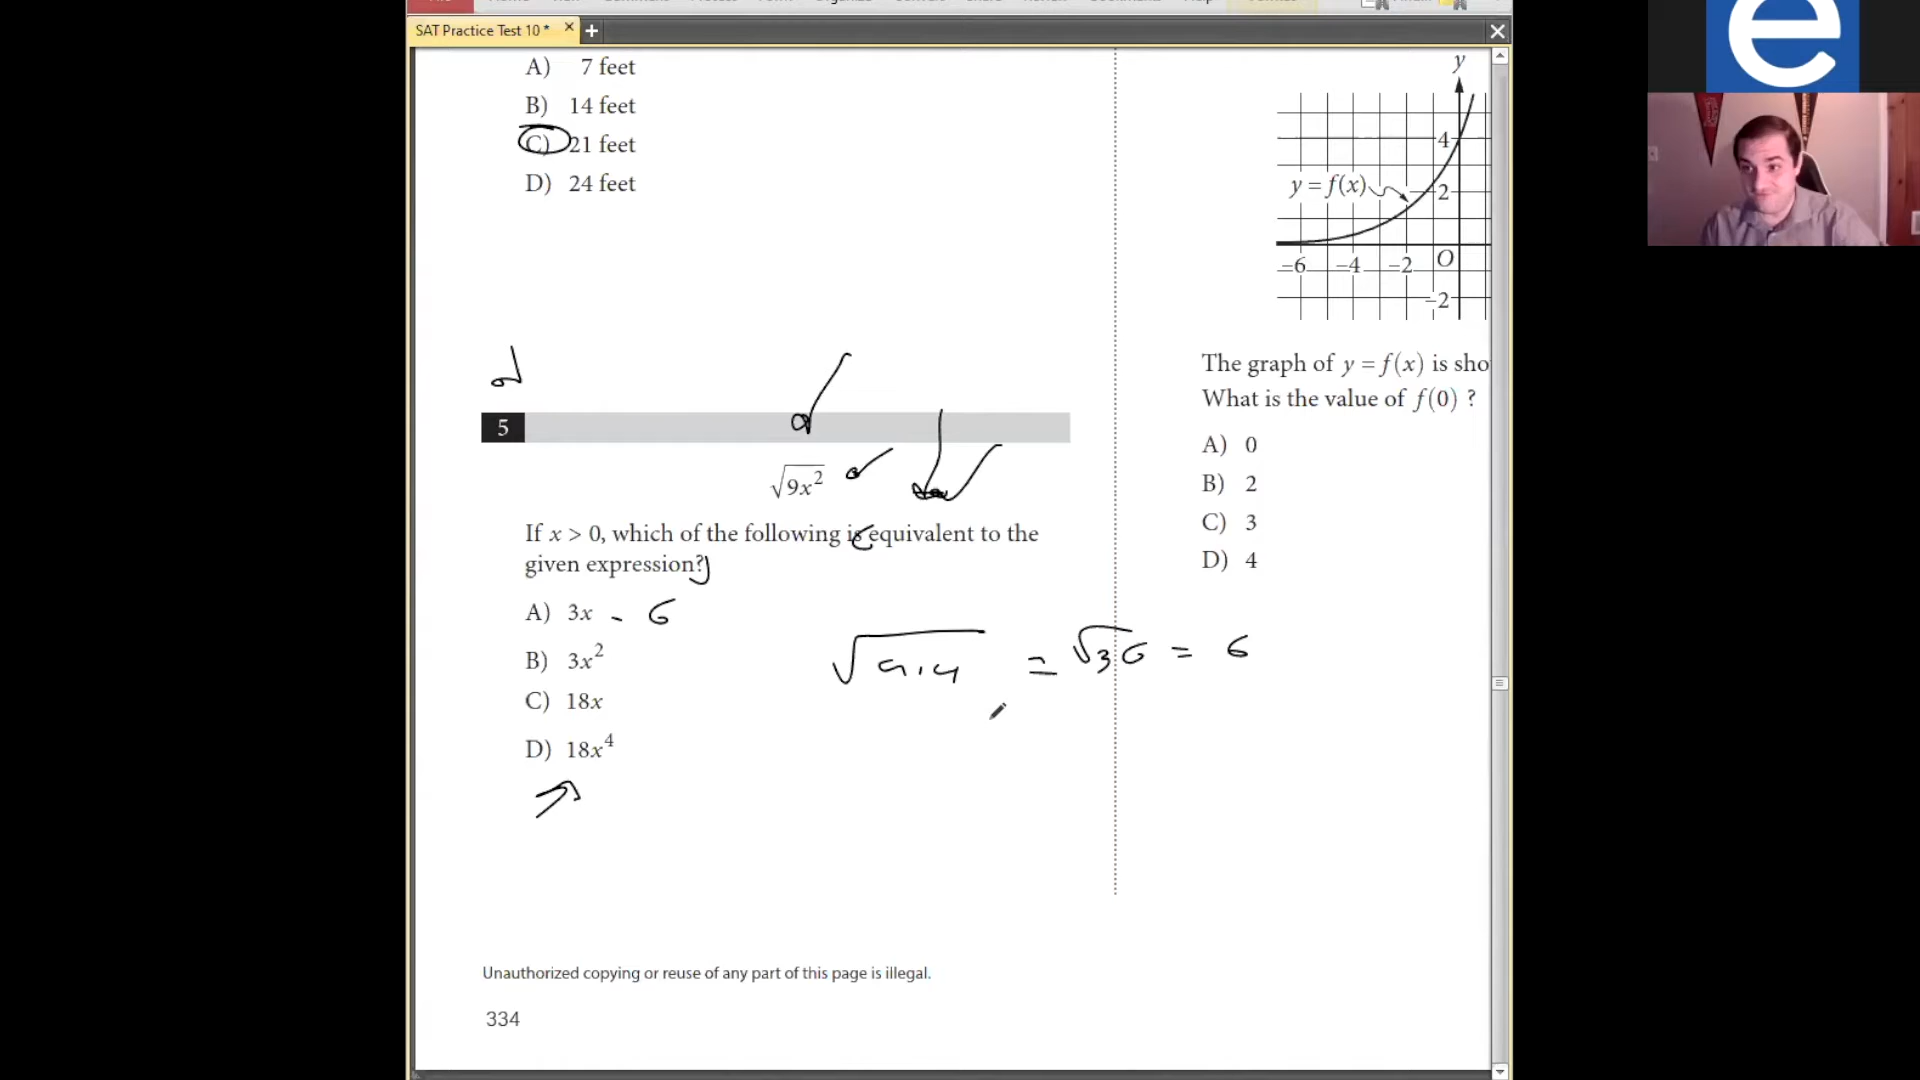 SAT Practice Test 10 *
A) 7 feet
B) 14 feet
C) 21 feet
D) 24 feet
5
√9x²
If x > 0, which of the following is equivalent to the
given expression?
A) 3x - 6
B) 3x²
C) 18x
D) 18x⁴
√9.4 = √36 = 6
Unauthorized copying or reuse of any part of this page is illegal.
334
y
4
y = f(x)
2
-6 -4 -2 O
-2
The graph of y = f(x) is sho
What is the value of f(0) ?
A) 0
B) 2
C) 3
D) 4
e